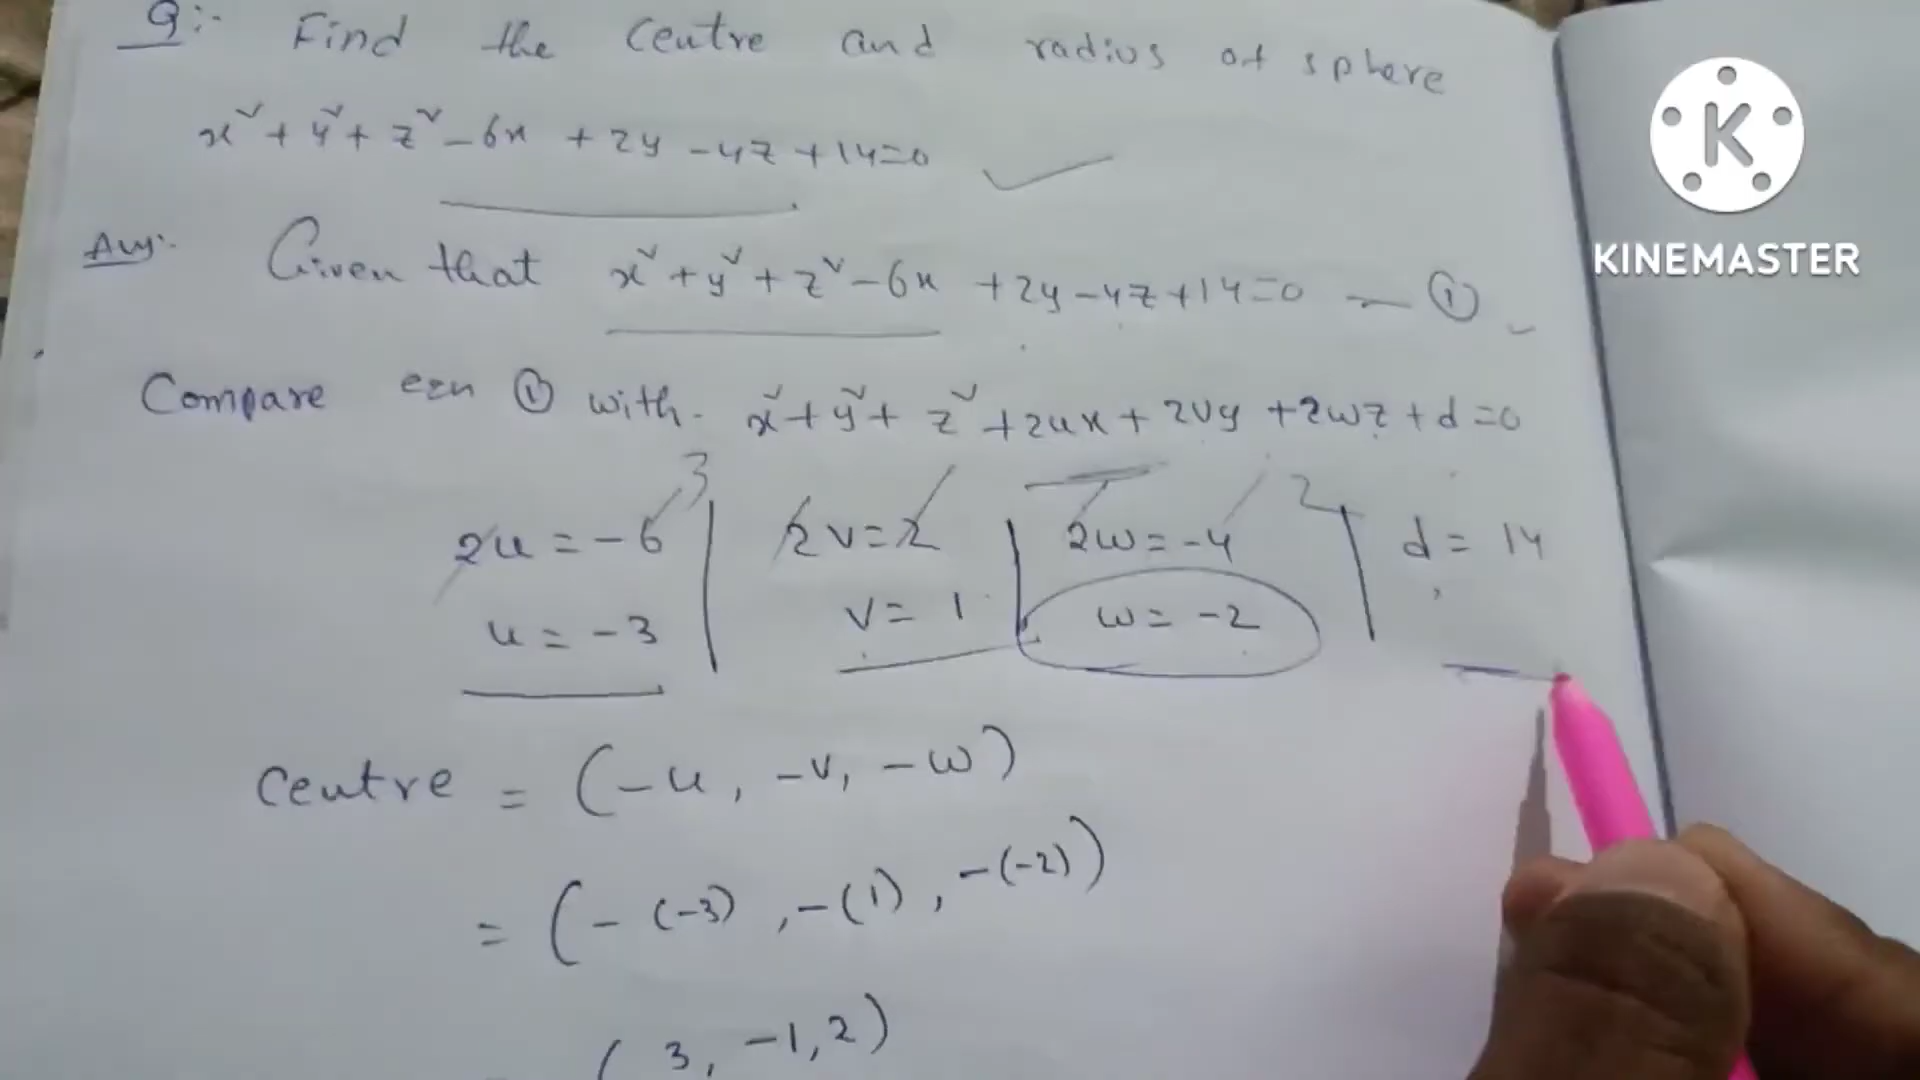 Q:- Find the centre and radius of sphere
x² + y² + z² - 6x + 2y - 4z + 14 = 0
Ans:- Given that x² + y² + z² - 6x + 2y - 4z + 14 = 0 — ①
Compare eqn ① with. x² + y² + z² + 2ux + 2vy + 2wz + d = 0
3 2
2u = -6 | 2v = 2 | 2w = -4 | d = 14
u = -3 v = 1 w = -2
Centre = (-u, -v, -w)
= (-(-3), -(1), -(-2))
(3, -1, 2)
K
KINEMASTER